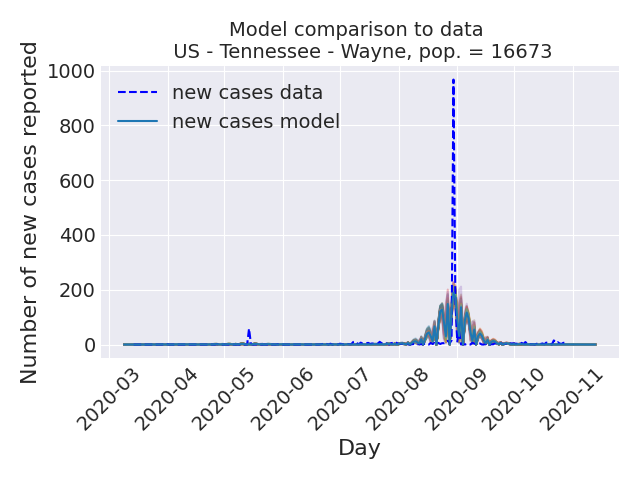 Model comparison to data
US - Tennessee - Wayne, pop. = 16673
Number of new cases reported
1000
800
600
400
200
0
new cases data
new cases model
2020-03
2020-04
2020-05
2020-06
2020-07
2020-08
2020-09
2020-10
2020-11
Day